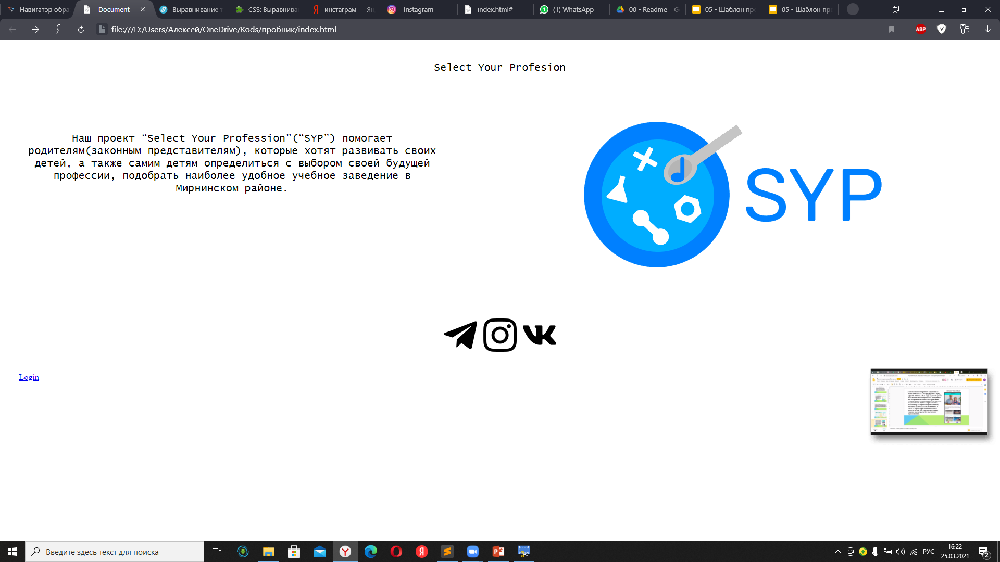 Навигатор обра
Document
Выравнивание т
CSS: Выравнива
инстаграм — Ян
Instagram
index.html#
(1) WhatsApp
00 - Readme – G
05 - Шаблон пре
05 - Шаблон пре
file:///D:/Users/Алексей/OneDrive/Kods/пробник/index.html
ABP
Select Your Profesion
Наш проект “Select Your Profession”(“SYP”) помогает
родителям(законным представителям), которые хотят развивать своих
детей, а также самим детям определиться с выбором своей будущей
профессии, подобрать наиболее удобное учебное заведение в
Мирнинском районе.
SYP
Login
Введите здесь текст для поиска
РУС
16:22
25.03.2021
2